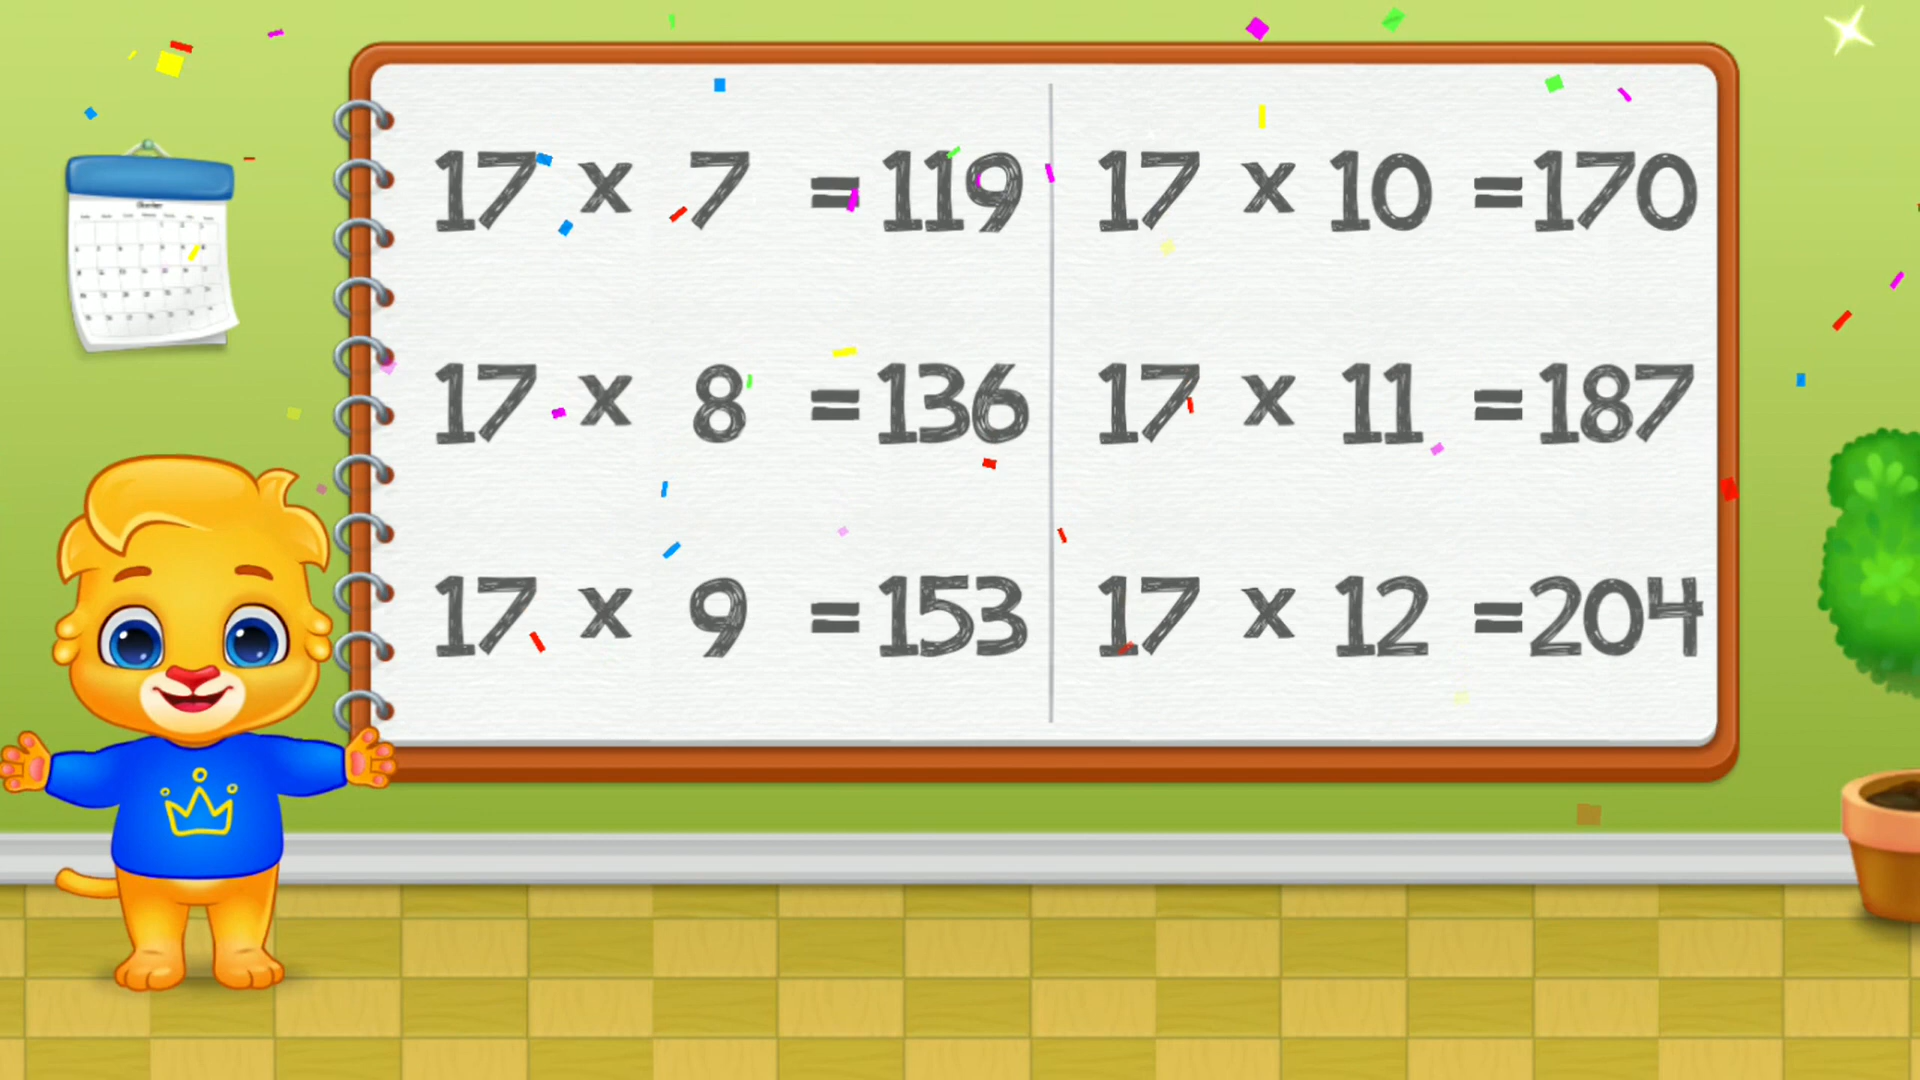 17 x 7 =119
17 x 8 =136
17 x 9 =153
17 x 10 =170
17 x 11 =187
17 x 12 =204